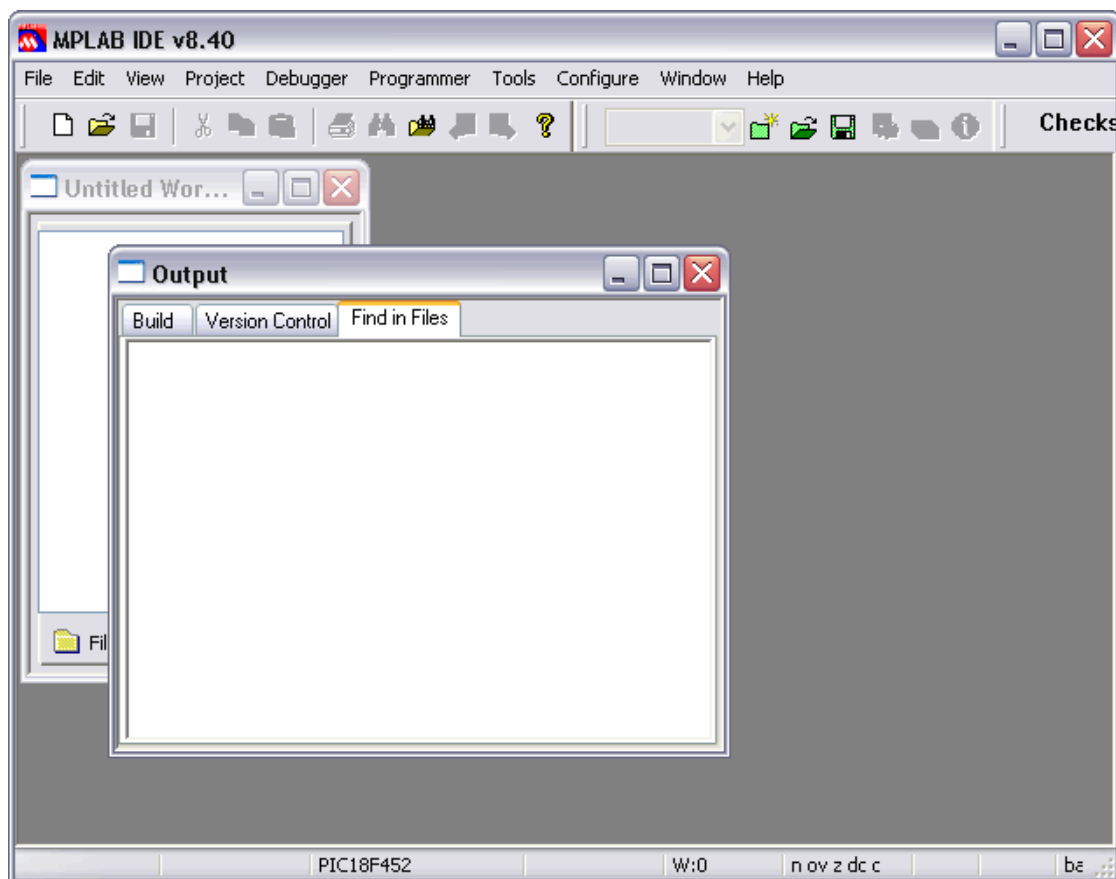 MPLAB IDE v8.40
File Edit View Project Debugger Programmer Tools Configure Window Help
Checks
Untitled Wor...
Output
Build Version Control Find in Files
Fil
PIC18F452 W:0 n ov z dc c ba